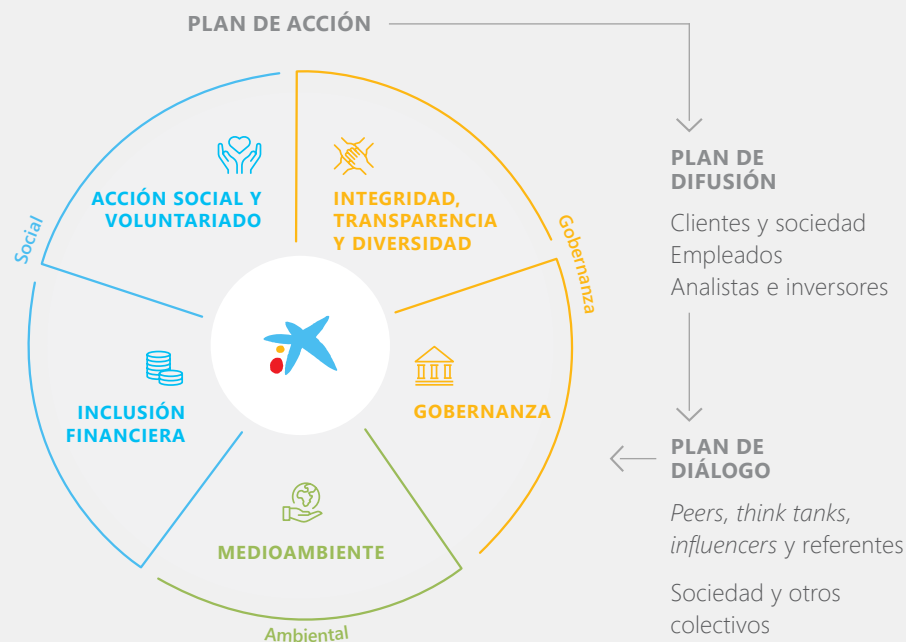 PLAN DE ACCIÓN
ACCIÓN SOCIAL Y
VOLUNTARIADO
INTEGRIDAD,
TRANSPARENCIA
Y DIVERSIDAD
Social
Gobernanza
INCLUSIÓN
FINANCIERA
GOBERNANZA
MEDIOAMBIENTE
Ambiental
PLAN DE
DIFUSIÓN
Clientes y sociedad
Empleados
Analistas e inversores
PLAN DE
DIÁLOGO
Peers, think tanks,
influencers y referentes
Sociedad y otros
colectivos